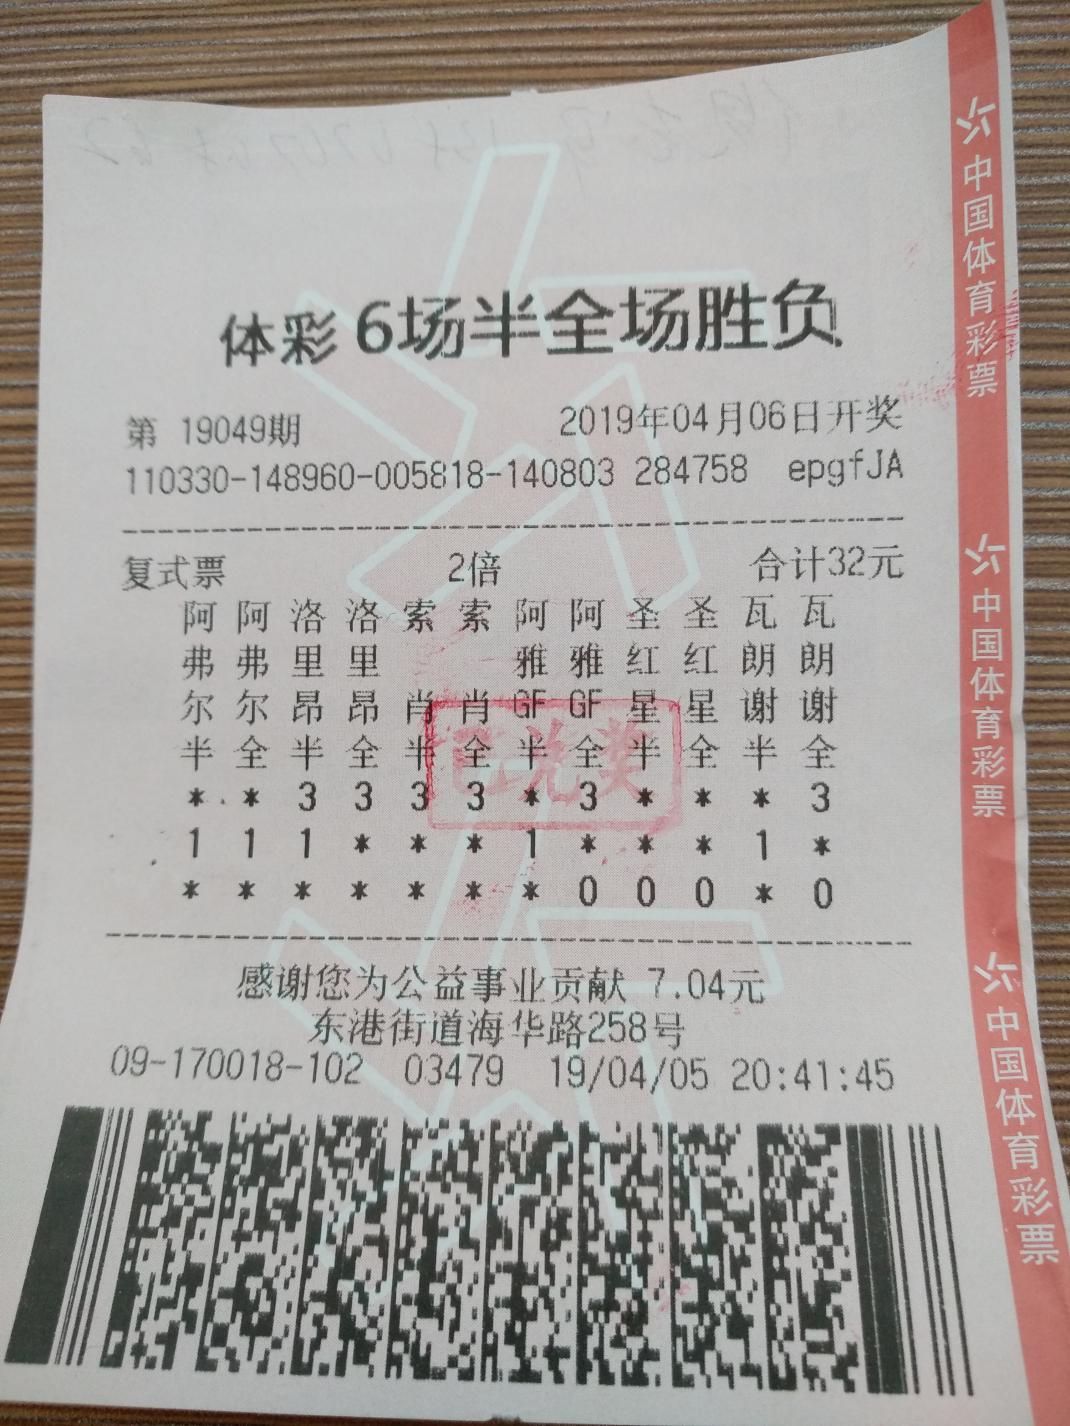 体彩 6场半全场胜负
第 19049期 2019年04月06日开奖
110330-148960-005818-140803 284758 epgfJA
复式票 2倍 合计32元
阿 阿 洛 洛 索 索 阿 阿 圣 圣 瓦 瓦
弗 弗 里 里 雅 雅 红 红 朗 朗
尔 尔 昂 昂 肖 肖 GF GF 星 星 谢 谢
半 全 半 全 半 全 半 全 半 全 半 全
* * 3 3 3 3 * 3 * * * 3
1 1 1 * * * 1 * * * 1 *
* * * * * * * 0 0 0 * 0
已兑奖
感谢您为公益事业贡献 7.04元
东港街道海华路258号
09-170018-102 03479 19/04/05 20:41:45
中国体育彩票
中国体育彩票
中国体育彩票